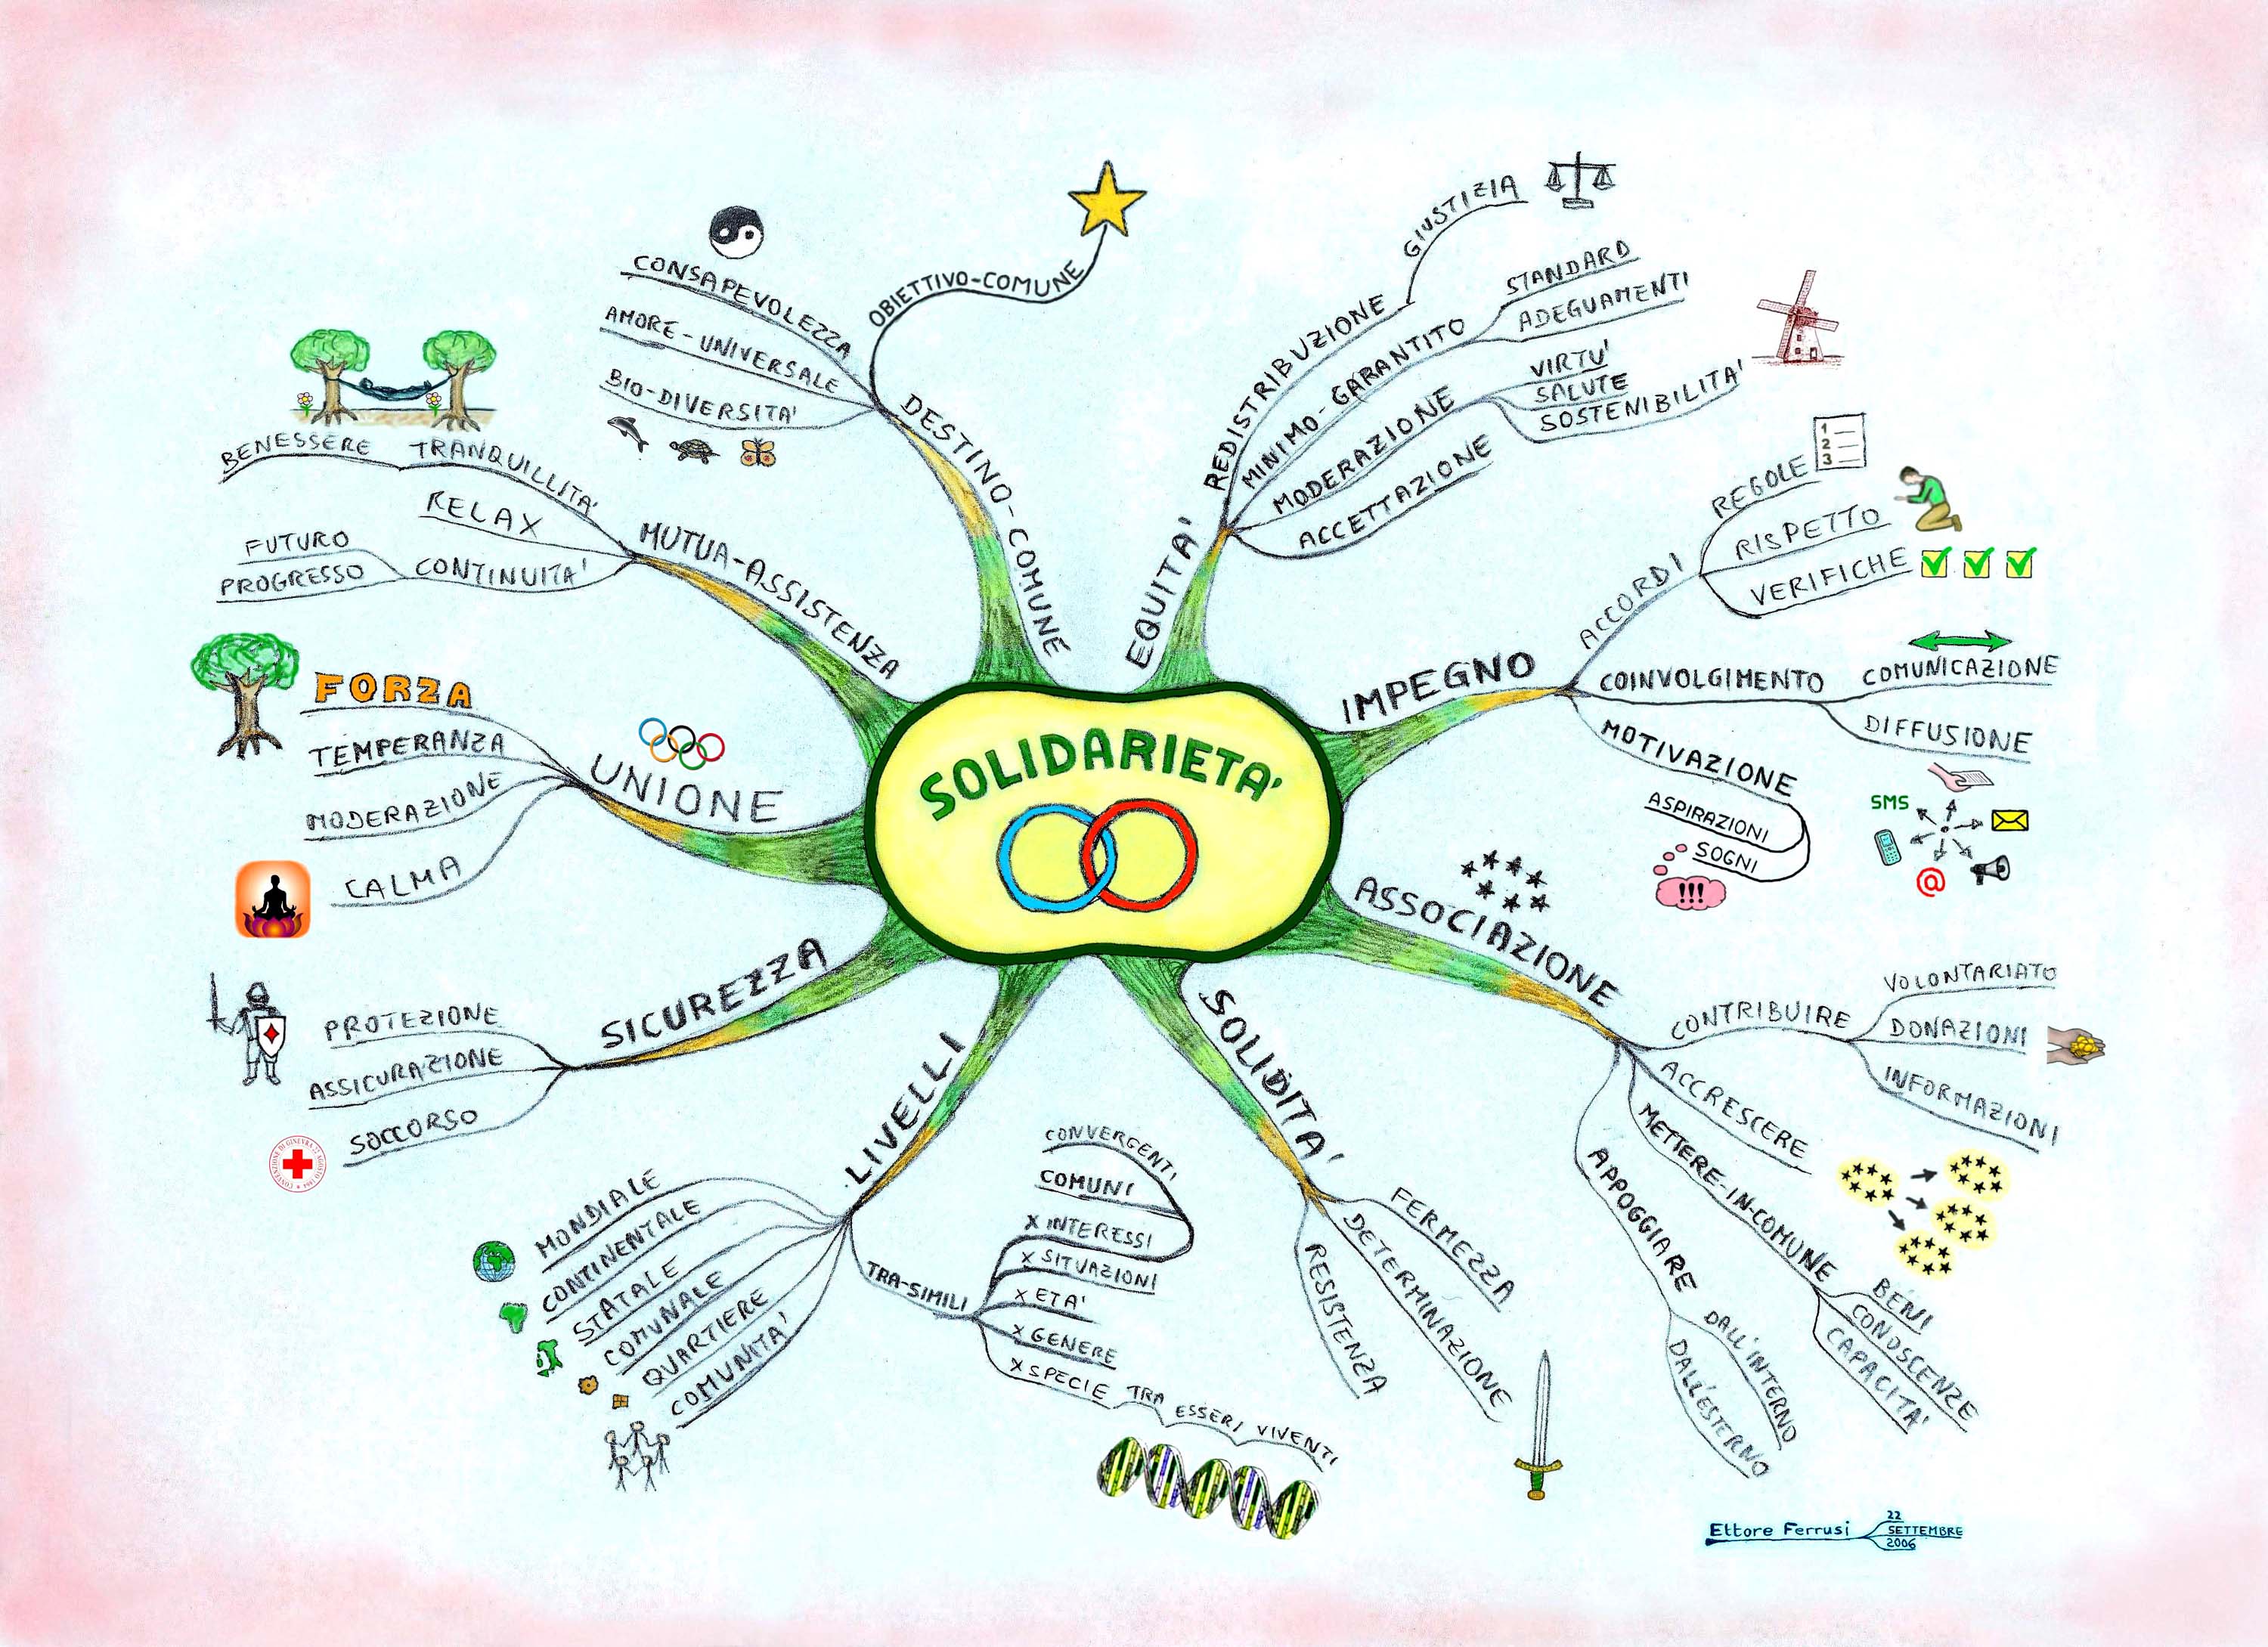 SOLIDARIETA'
EQUITA'
REDISTRIBUZIONE
GIUSTIZIA
MINIMO-GARANTITO
STANDARD
ADEGUAMENTI
MODERAZIONE
VIRTU'
SALUTE
SOSTENIBILITA'
ACCETTAZIONE
IMPEGNO
ACCORDI
REGOLE
1
2
3
RISPETTO
VERIFICHE
COINVOLGIMENTO
COMUNICAZIONE
DIFFUSIONE
SMS
@
MOTIVAZIONE
ASPIRAZIONI
SOGNI
!!!
ASSOCIAZIONE
CONTRIBUIRE
VOLONTARIATO
DONAZIONI
INFORMAZIONI
ACCRESCERE
METTERE-IN-COMUNE
BENI
CONOSCENZE
CAPACITA'
APPOGGIARE
DALL'INTERNO
DALL'ESTERNO
SOLIDITA'
FERMEZZA
DETERMINAZIONE
RESISTENZA
LIVELLI
TRA-SIMILI
X INTERESSI
COMUNI
CONVERGENTI
X SITUAZIONI
X ETA'
X GENERE
X SPECIE TRA ESSERI VIVENTI
MONDIALE
CONTINENTALE
STATALE
COMUNALE
QUARTIERE
COMUNITA'
SICUREZZA
PROTEZIONE
ASSICURAZIONE
SOCCORSO
UNIONE
FORZA
TEMPERANZA
MODERAZIONE
CALMA
MUTUA-ASSISTENZA
TRANQUILLITA'
BENESSERE
RELAX
CONTINUITA'
FUTURO
PROGRESSO
DESTINO-COMUNE
CONSAPEVOLEZZA
AMORE-UNIVERSALE
BIO-DIVERSITA'
OBIETTIVO-COMUNE
Ettore Ferrusi
22
SETTEMBRE
2006